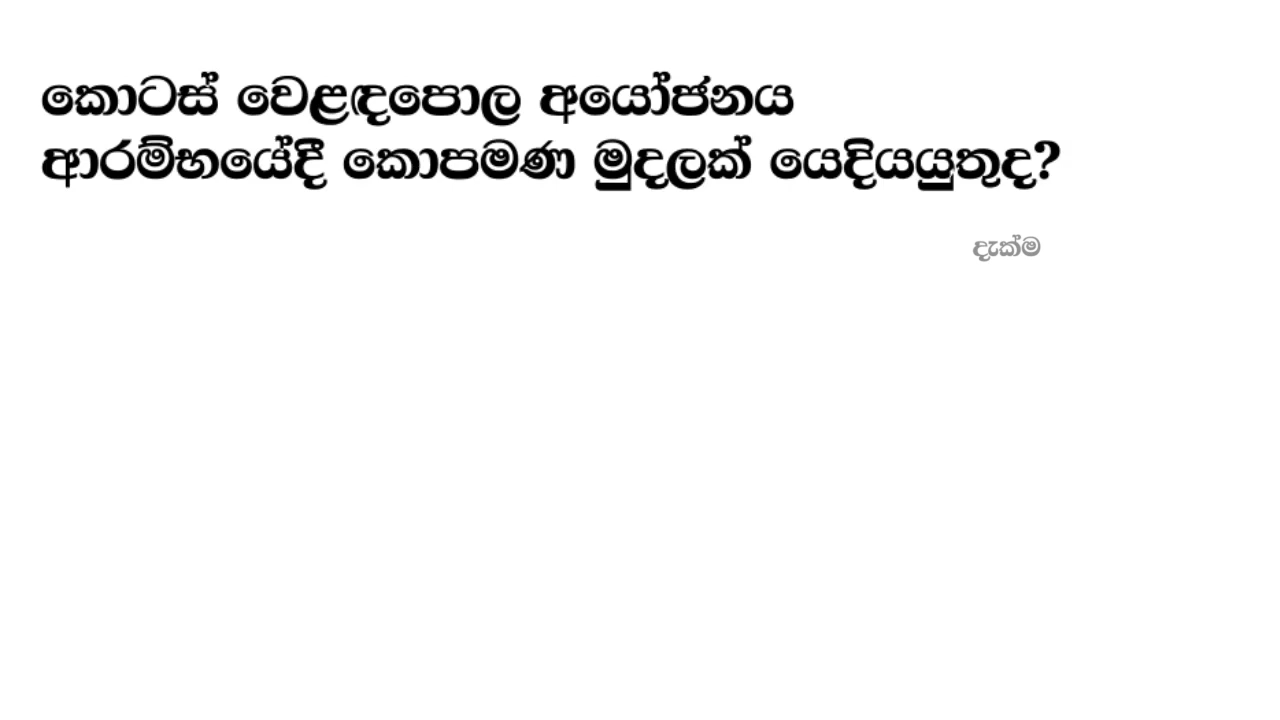 කොටස් වෙළඳපොල අයෝජනය
ආරම්භයේදී කොපමණ මුදලක් යෙදියයුතුද?
දැක්ම